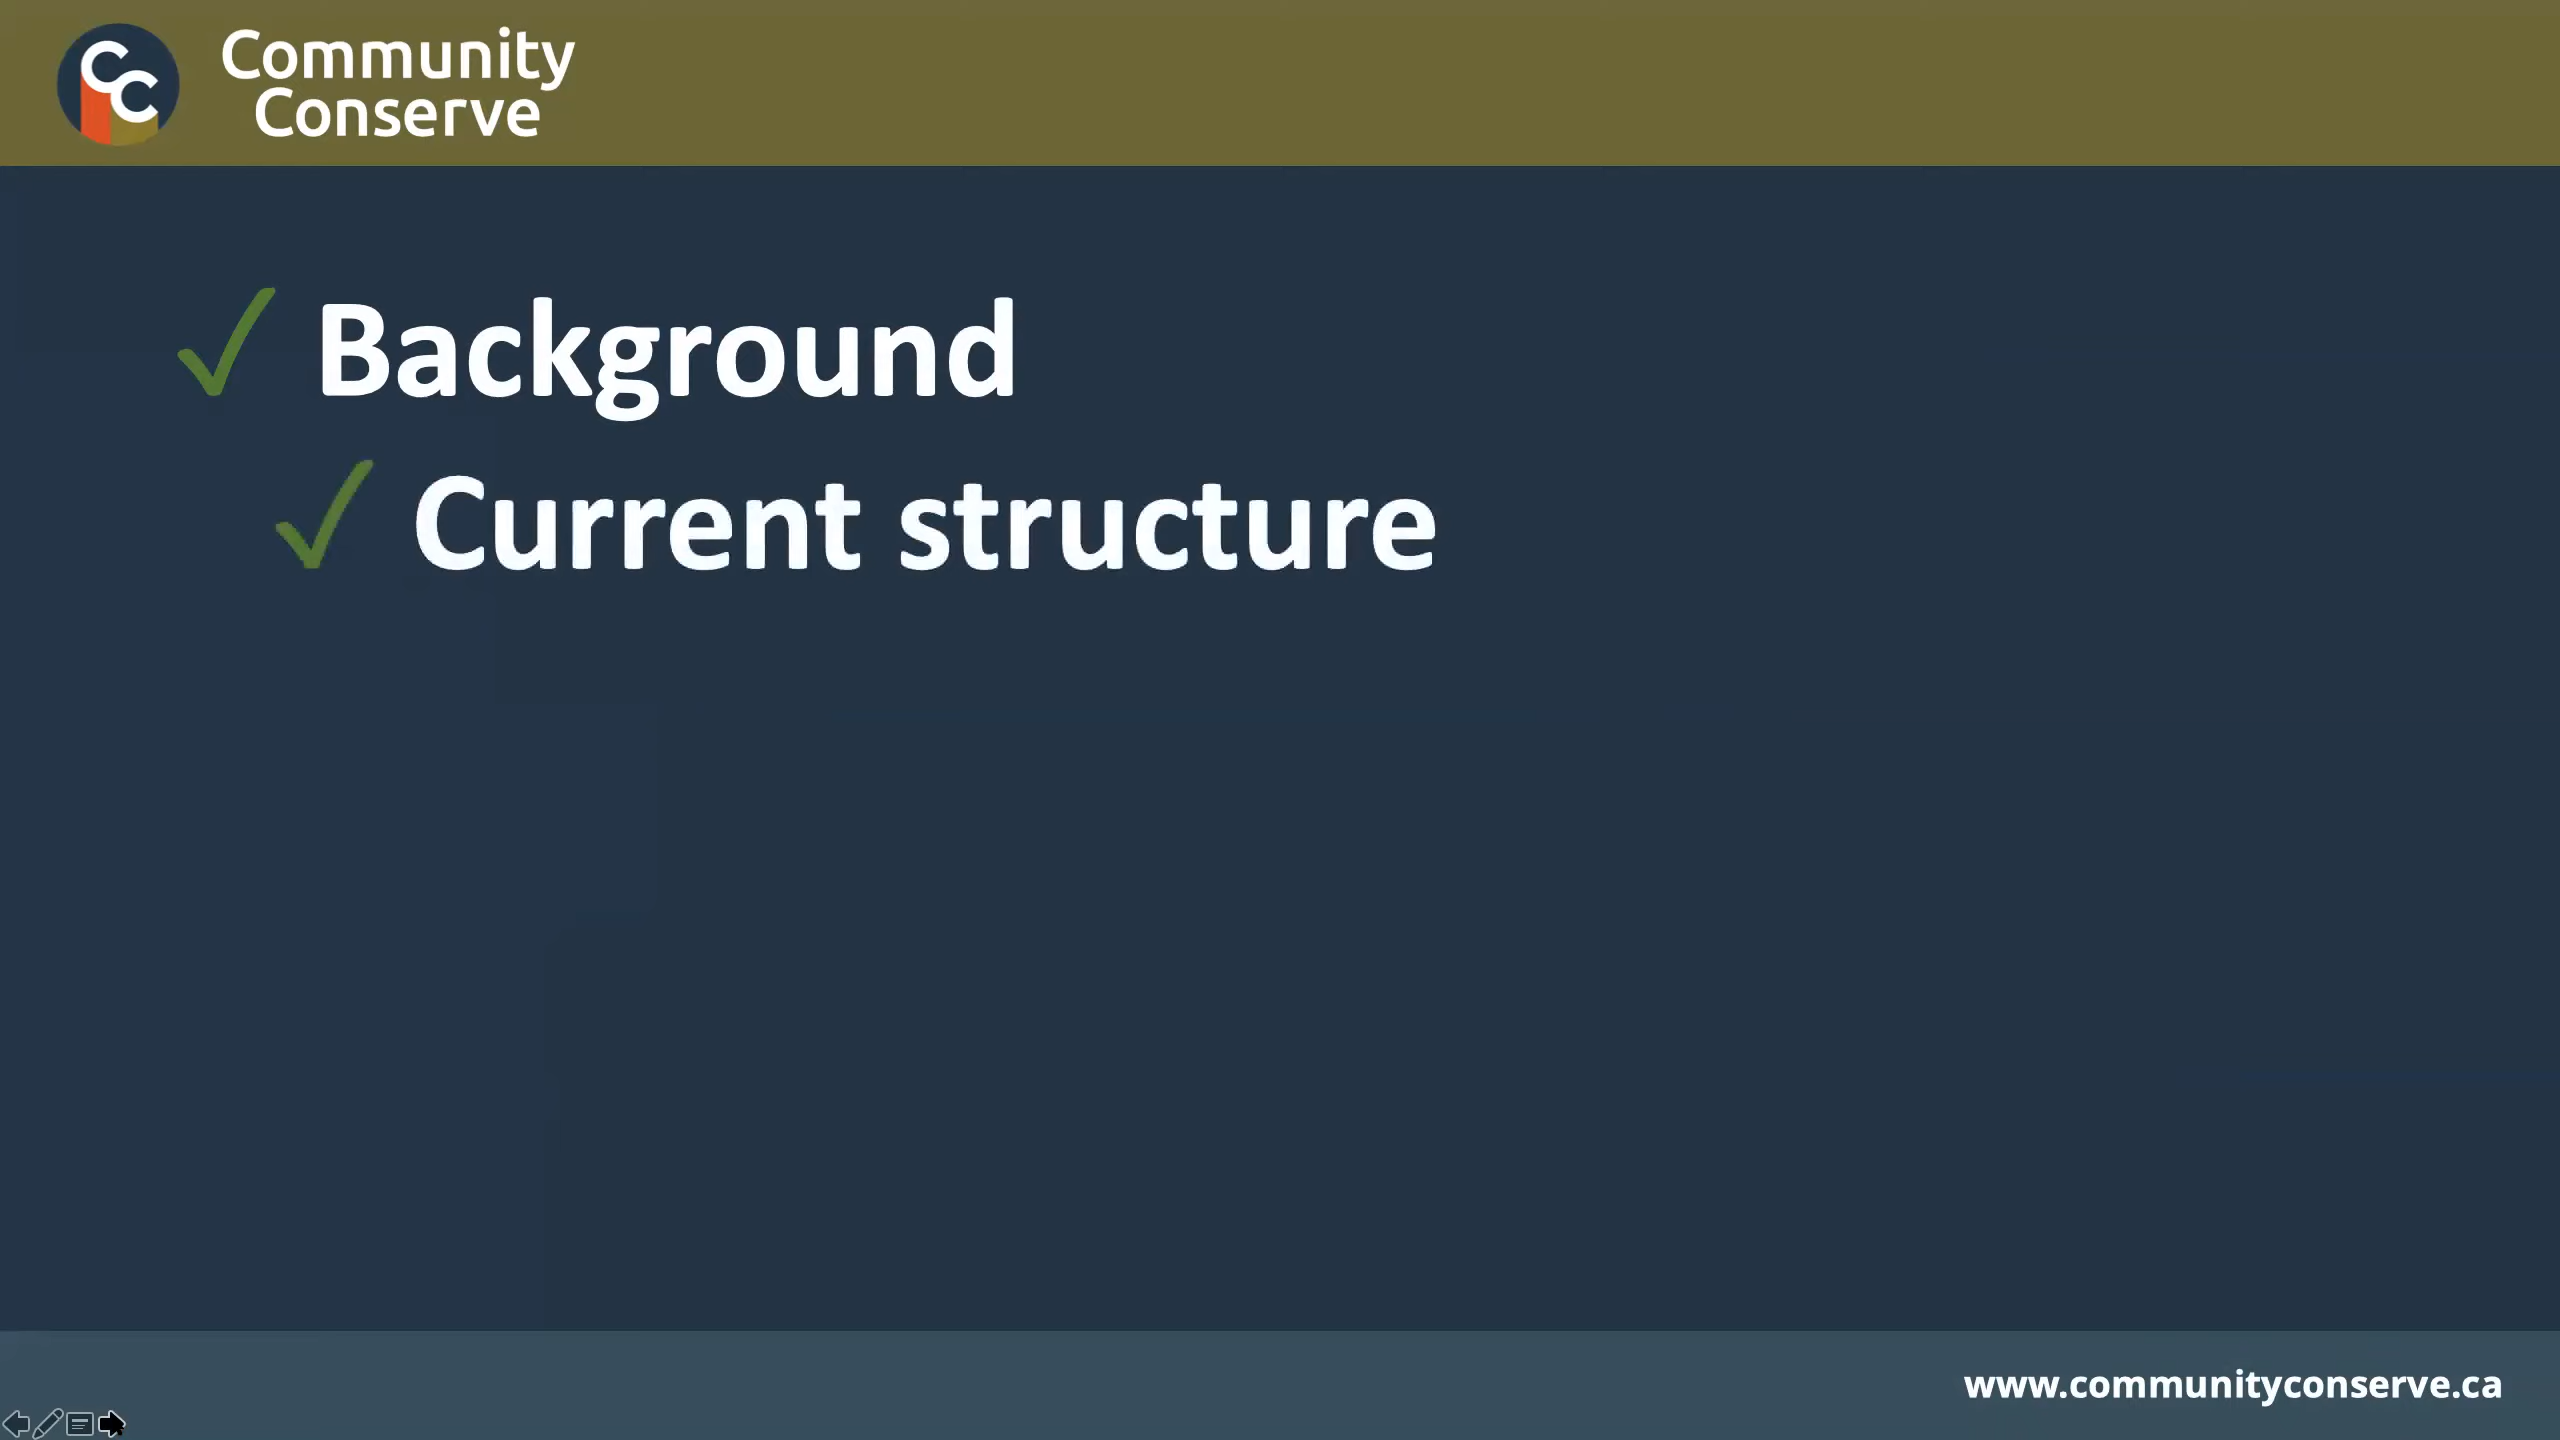 Community
Conserve
✓ Background
✓ Current structure
www.communityconserve.ca